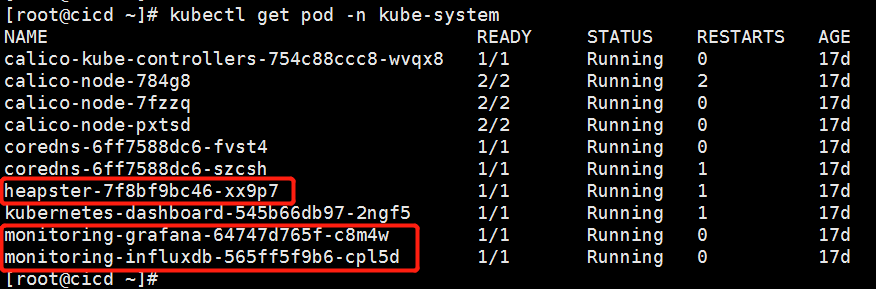 [root@cicd ~]# kubectl get pod -n kube-system
NAME READY STATUS RESTARTS AGE
calico-kube-controllers-754c88ccc8-wvqx8 1/1 Running 0 17d
calico-node-784g8 2/2 Running 2 17d
calico-node-7fzzq 2/2 Running 0 17d
calico-node-pxtsd 2/2 Running 0 17d
coredns-6ff7588dc6-fvst4 1/1 Running 0 17d
coredns-6ff7588dc6-szcsh 1/1 Running 1 17d
heapster-7f8bf9bc46-xx9p7 1/1 Running 1 17d
kubernetes-dashboard-545b66db97-2ngf5 1/1 Running 1 17d
monitoring-grafana-64747d765f-c8m4w 1/1 Running 0 17d
monitoring-influxdb-565ff5f9b6-cpl5d 1/1 Running 0 17d
[root@cicd ~]#